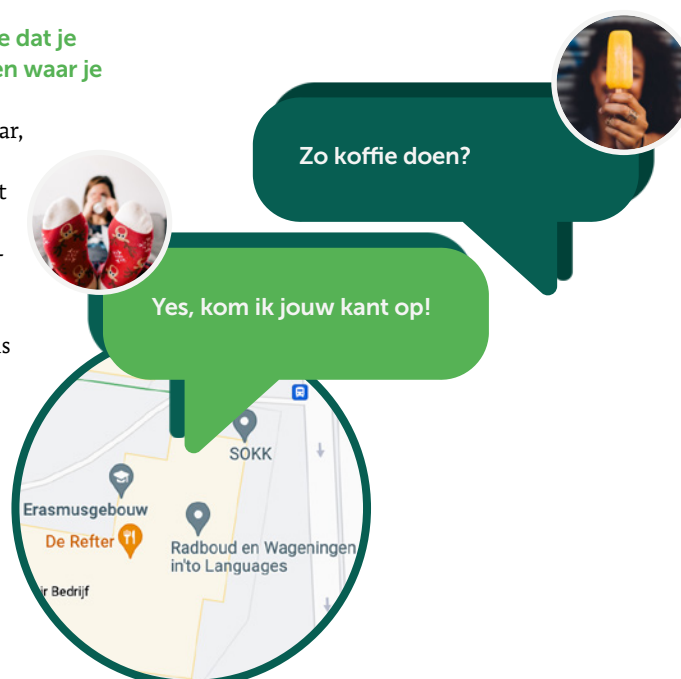 e dat je
en waar je
ar,
t
-
s
Zo koffie doen?
Yes, kom ik jouw kant op!
SOKK
Erasmusgebouw
De Refter
Radboud en Wageningen
in'to Languages
ir Bedrijf